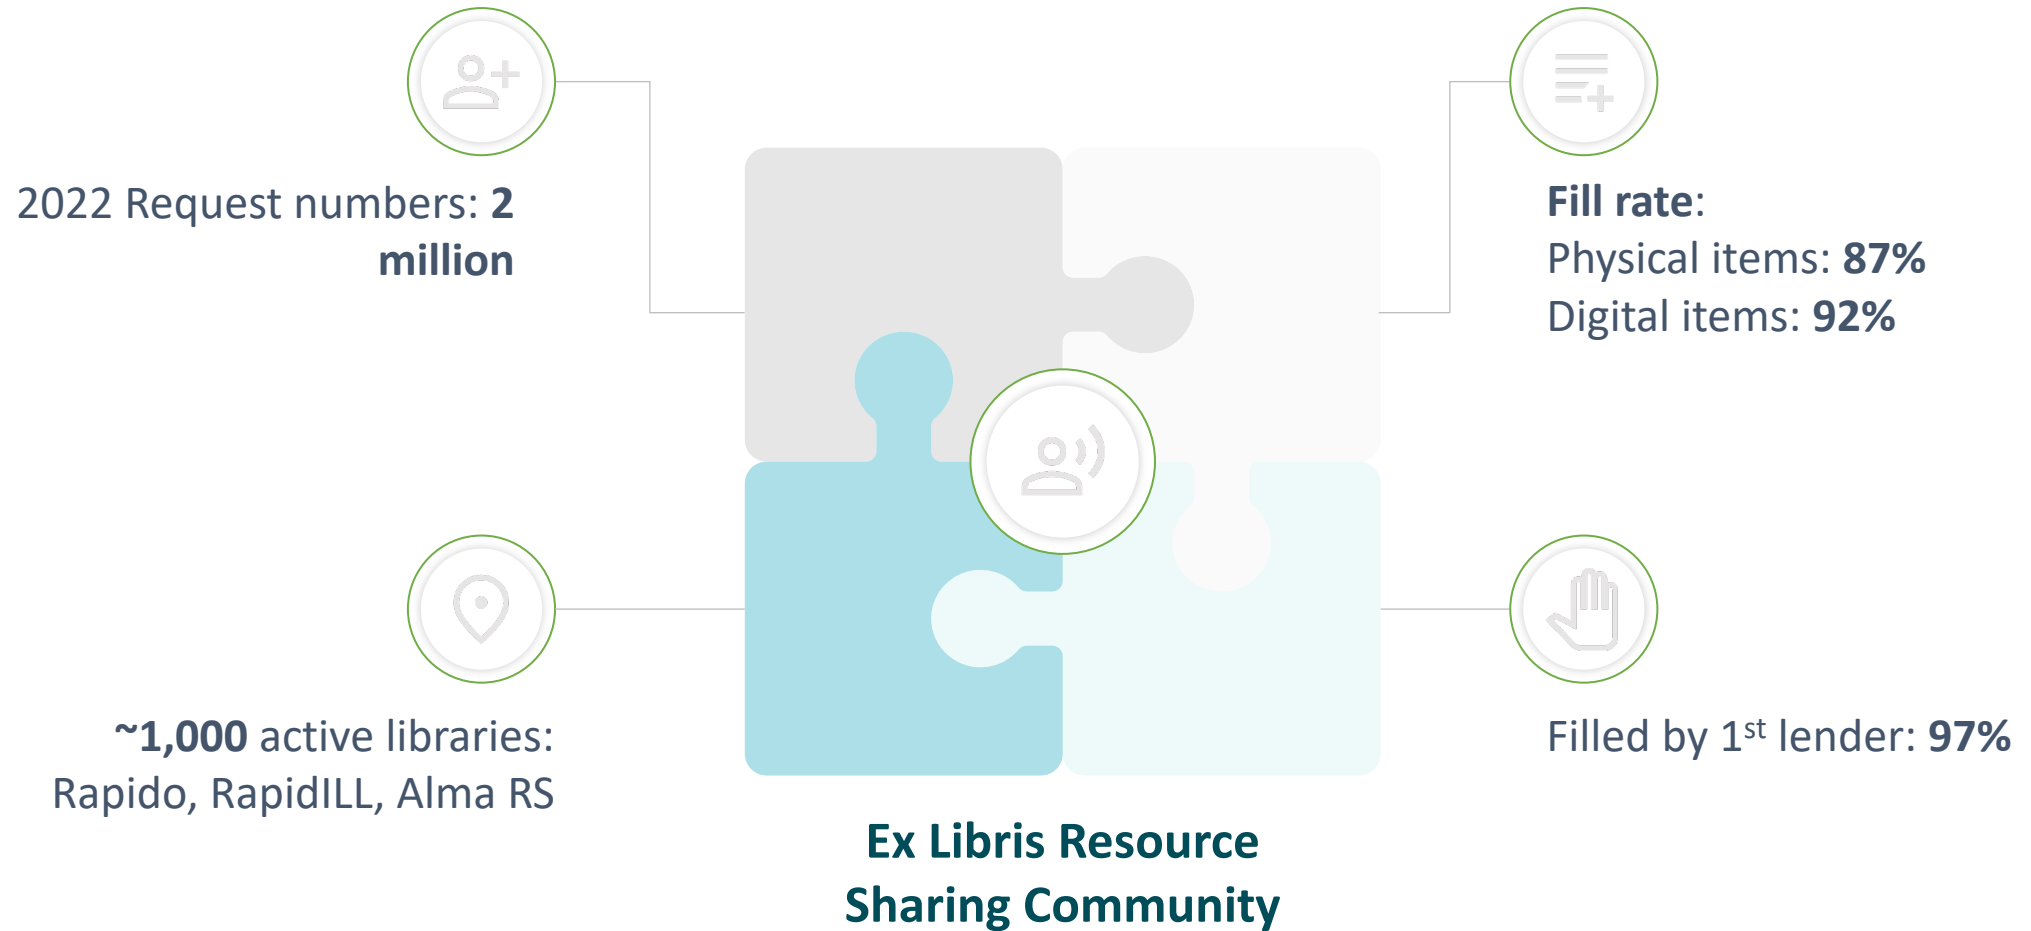 2022 Request numbers: 2
million
Fill rate:
Physical items: 87%
Digital items: 92%
~1,000 active libraries:
Rapido, RapidILL, Alma RS
Filled by 1st lender: 97%
Ex Libris Resource
Sharing Community